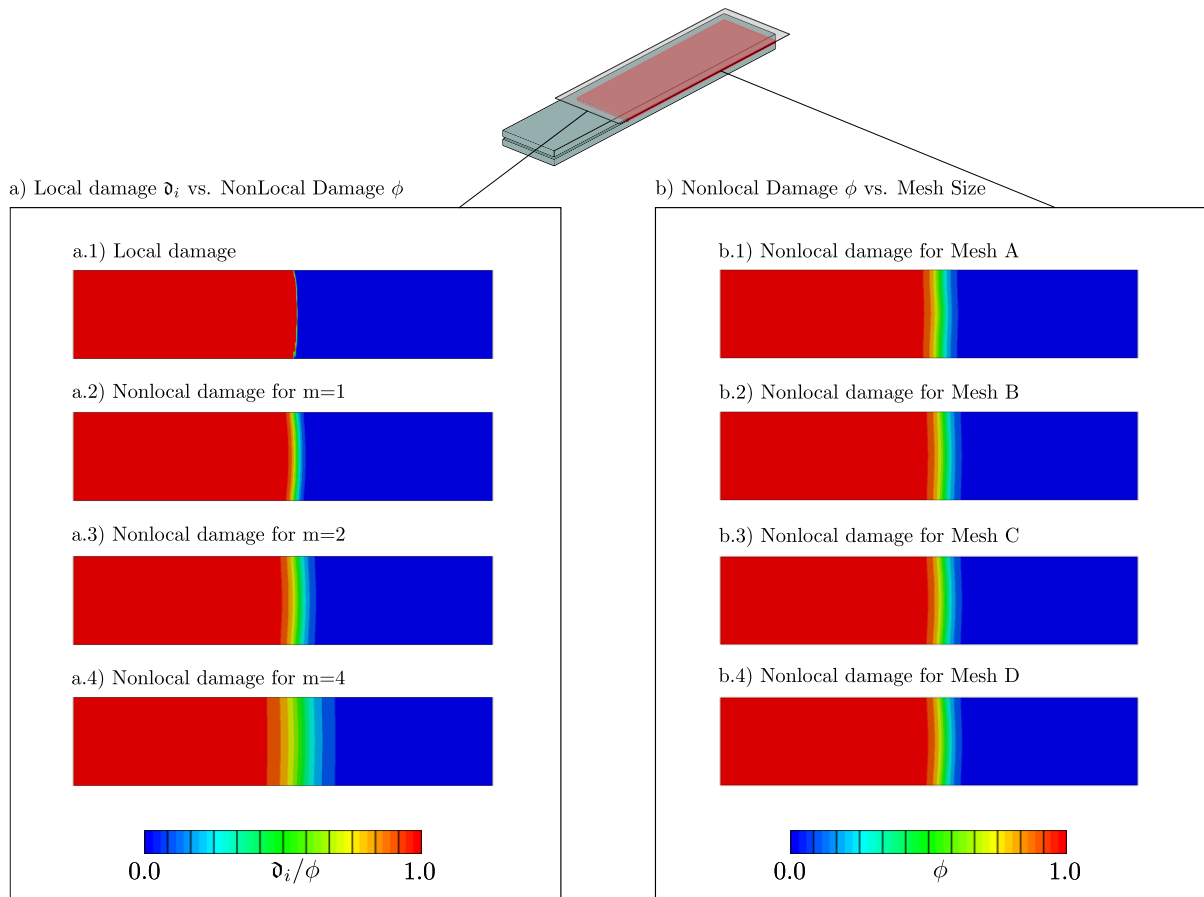 a) Local damage 𝔡ᵢ vs. NonLocal Damage ϕ
a.1) Local damage
a.2) Nonlocal damage for m=1
a.3) Nonlocal damage for m=2
a.4) Nonlocal damage for m=4
0.0 𝔡ᵢ/ϕ 1.0
b) Nonlocal Damage ϕ vs. Mesh Size
b.1) Nonlocal damage for Mesh A
b.2) Nonlocal damage for Mesh B
b.3) Nonlocal damage for Mesh C
b.4) Nonlocal damage for Mesh D
0.0 ϕ 1.0